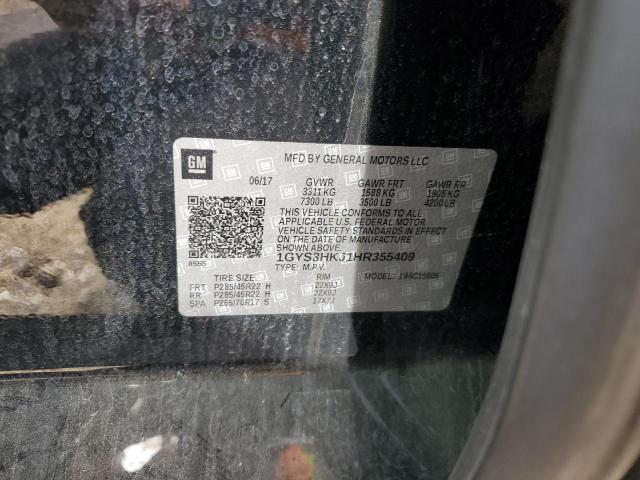 GM
MFD BY GENERAL MOTORS LLC
06/17 GVWR GAWR FRT GAWR RR
3311 KG 1588 KG 1905 KG
7300 LB 3500 LB 4200 LB
THIS VEHICLE CONFORMS TO ALL
APPLICABLE U.S. FEDERAL MOTOR
VEHICLE SAFETY STANDARDS IN EFFECT
ON THE DATE OF MANUFACTURE
SHOWN ABOVE.
8555 1GYS3HKJ1HR355409
TYPE: M.P.V.
MODEL:
TIRE SIZE RIM
FRT P285/45R22 H 22X9J
RR P285/45R22 H 22X9J
SPA P265/70R17 S 17X7J